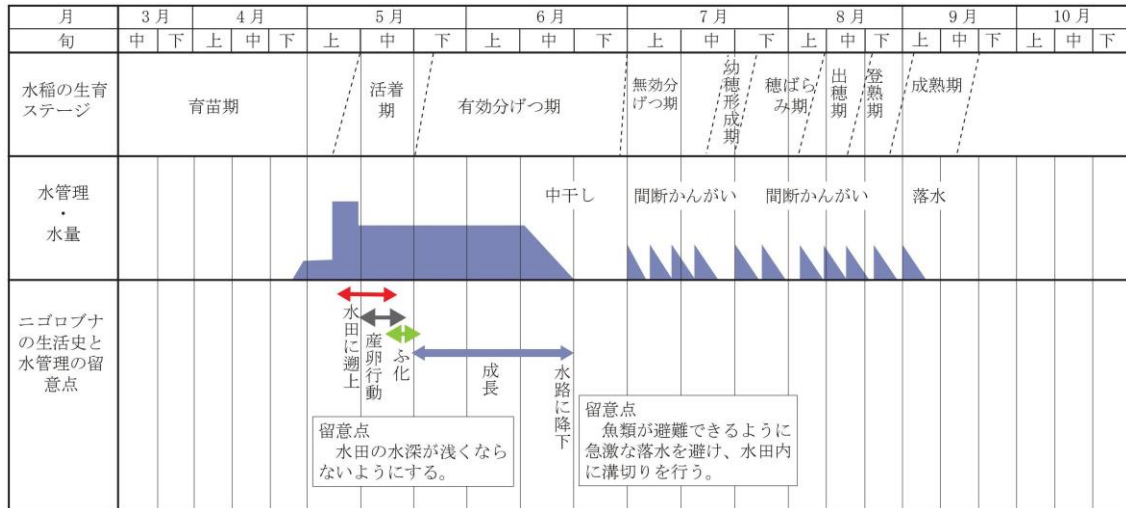 月
3月
4月
5月
6月
7月
8月
9月
10月
旬
中
下
上
中
下
上
中
下
上
中
下
上
中
下
上
中
下
上
中
下
上
中
下
水稲の生育
ステージ
育苗期
活着
期
有効分げつ期
無効分
げつ期
幼穂形成期
穂ばら
み期
出穂期
登熟期
成熟期
水管理
・
水量
中干し
間断かんがい
間断かんがい
落水
ニゴロブナ
の生活史と
水管理の留
意点
水田に遡上
産卵行動
ふ化
成長
水路に降下
留意点
水田の水深が浅くなら
ないようにする。
留意点
魚類が避難できるように
急激な落水を避け、水田内
に溝切りを行う。